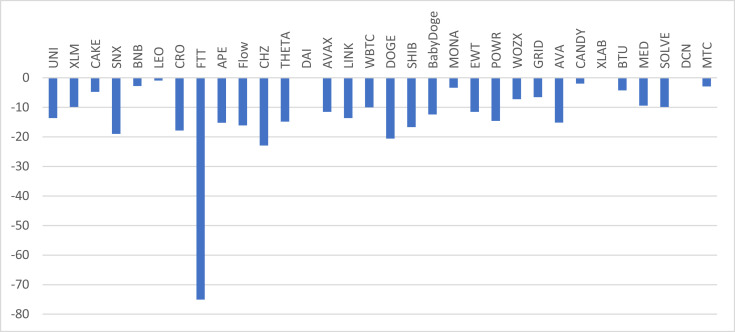 UNI
XLM
CAKE
SNX
BNB
LEO
CRO
FTT
APE
Flow
CHZ
THETA
DAI
AVAX
LINK
WBTC
DOGE
SHIB
BabyDoge
MONA
EWT
POWR
WOZX
GRID
AVA
CANDY
XLAB
BTU
MED
SOLVE
DCN
MTC
0
-10
-20
-30
-40
-50
-60
-70
-80